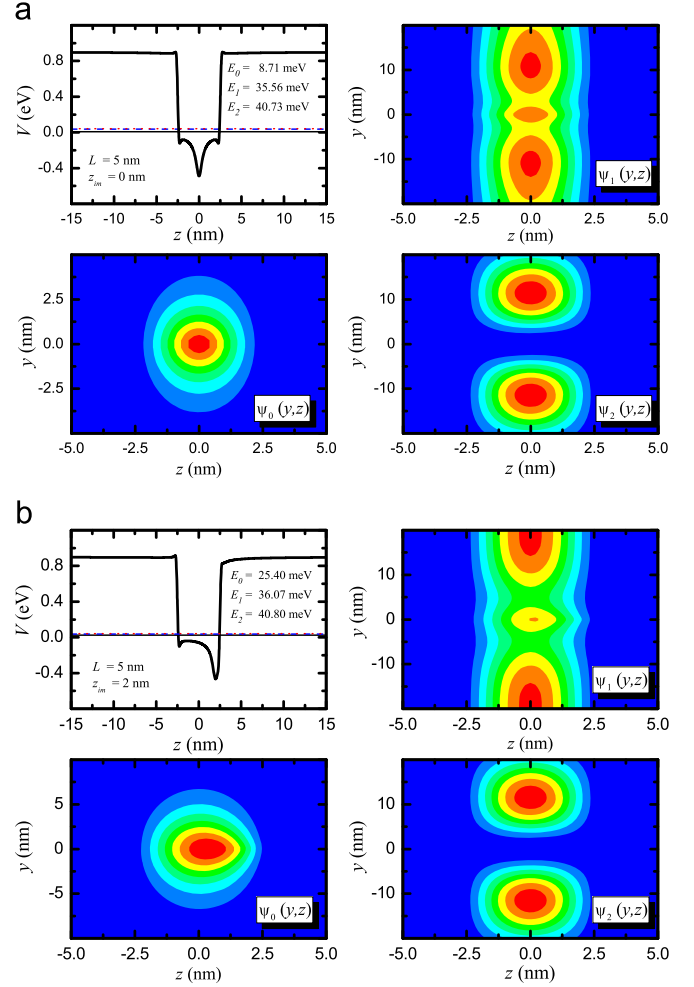 a
0.8
0.4
0.0
-0.4
V (eV)
E0 = 8.71 meV
E1 = 35.56 meV
E2 = 40.73 meV
L = 5 nm
zim = 0 nm
-15 -10 -5 0 5 10 15
z (nm)
10
0
-10
y (nm)
ψ1 (y,z)
-5.0 -2.5 0.0 2.5 5.0
z (nm)
2.5
0.0
-2.5
y (nm)
ψ0 (y,z)
-5.0 -2.5 0.0 2.5 5.0
z (nm)
10
0
-10
y (nm)
ψ2 (y,z)
-5.0 -2.5 0.0 2.5 5.0
z (nm)
b
0.8
0.4
0.0
-0.4
V (eV)
E0 = 25.40 meV
E1 = 36.07 meV
E2 = 40.80 meV
L = 5 nm
zim = 2 nm
-15 -10 -5 0 5 10 15
z (nm)
10
0
-10
y (nm)
ψ1 (y,z)
-5.0 -2.5 0.0 2.5 5.0
z (nm)
5
0
-5
y (nm)
ψ0 (y,z)
-5.0 -2.5 0.0 2.5 5.0
z (nm)
10
0
-10
y (nm)
ψ2 (y,z)
-5.0 -2.5 0.0 2.5 5.0
z (nm)